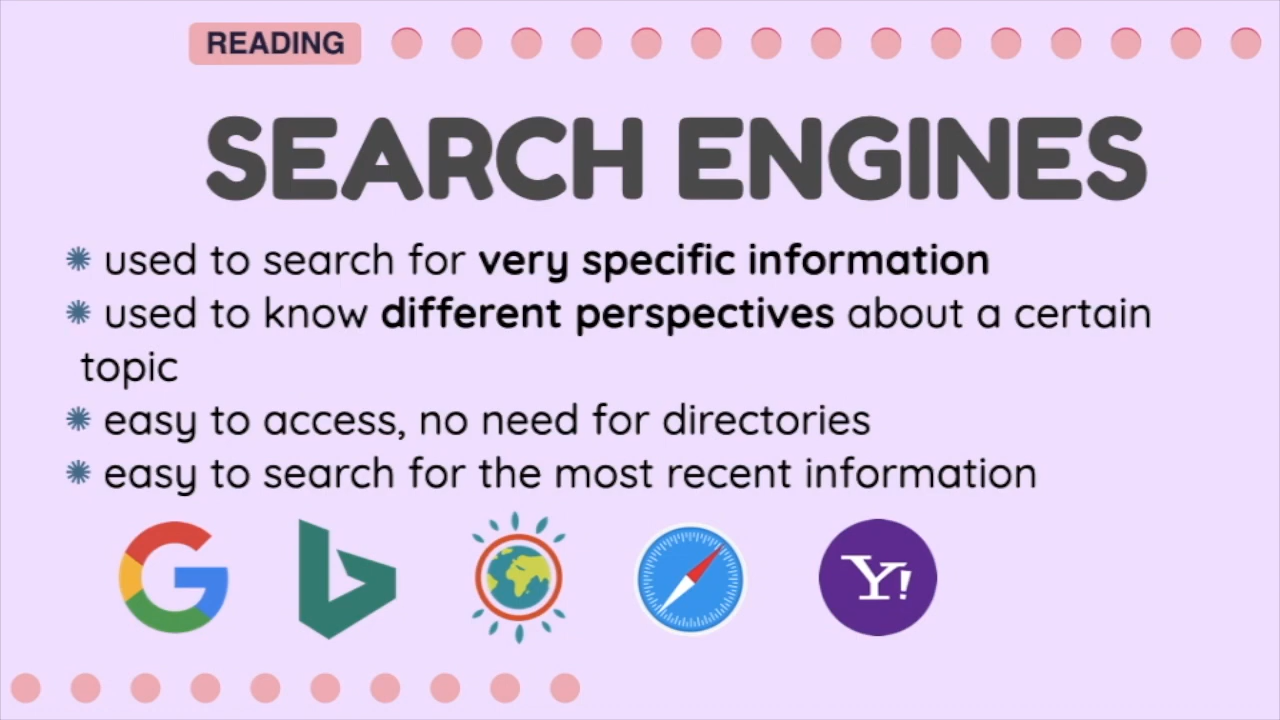 READING
SEARCH ENGINES
✺ used to search for very specific information
✺ used to know different perspectives about a certain
topic
✺ easy to access, no need for directories
✺ easy to search for the most recent information
G
b
Y!